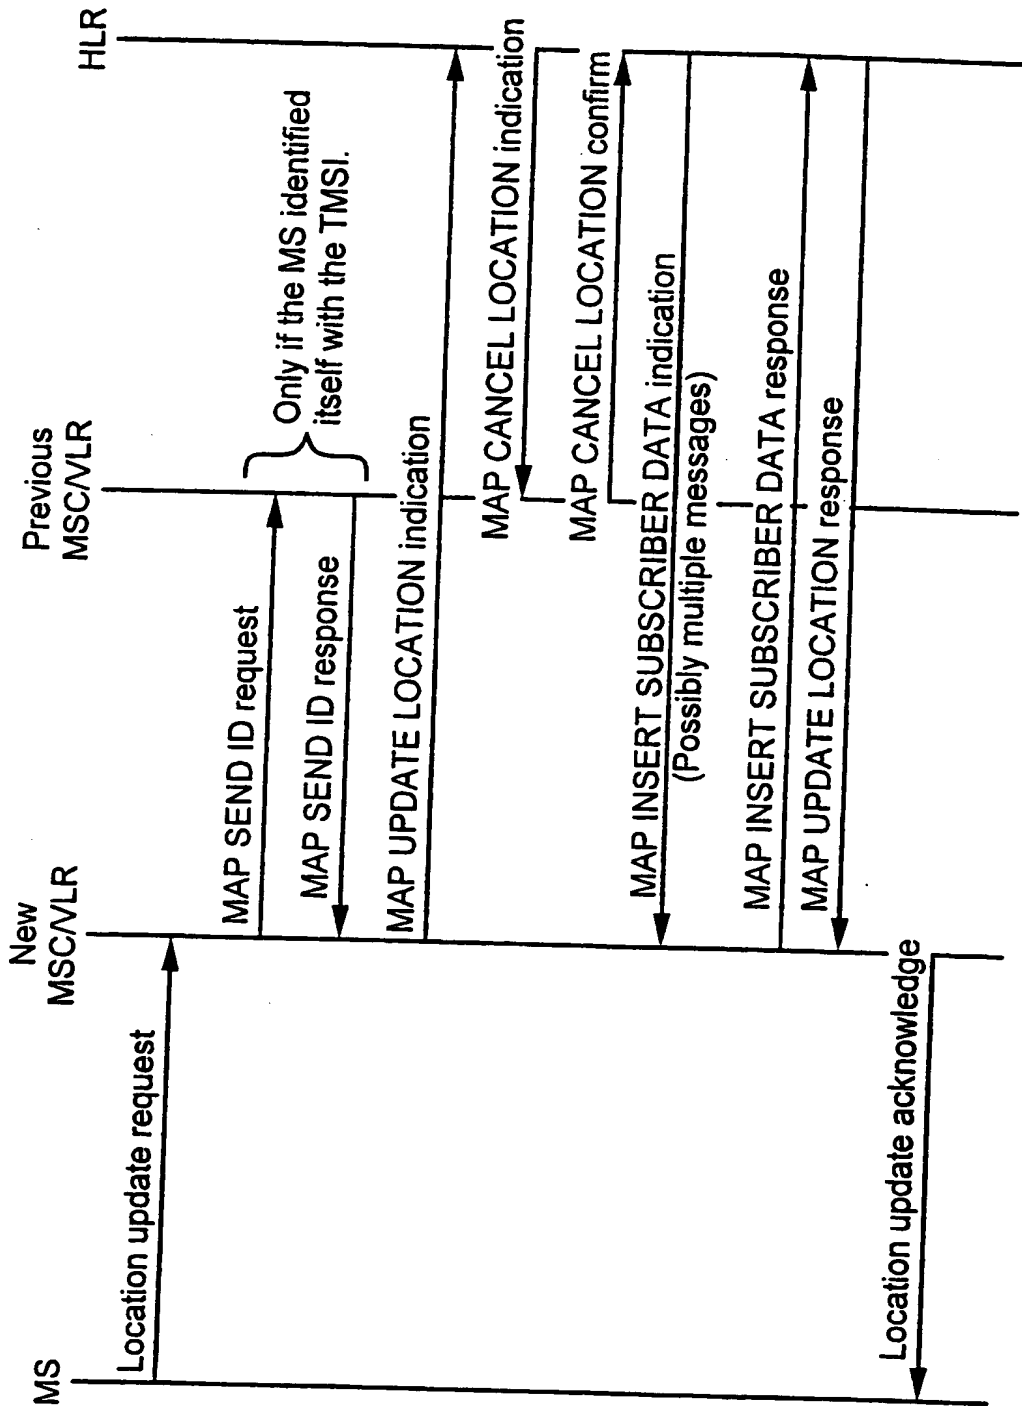 MS
New
MSC/VLR
Previous
MSC/VLR
HLR
Location update request
MAP SEND ID request
MAP SEND ID response
Only if the MS identified
itself with the TMSI.
MAP UPDATE LOCATION indication
MAP CANCEL LOCATION indication
MAP CANCEL LOCATION confirm
MAP INSERT SUBSCRIBER DATA indication
(Possibly multiple messages)
MAP INSERT SUBSCRIBER DATA response
MAP UPDATE LOCATION response
Location update acknowledge